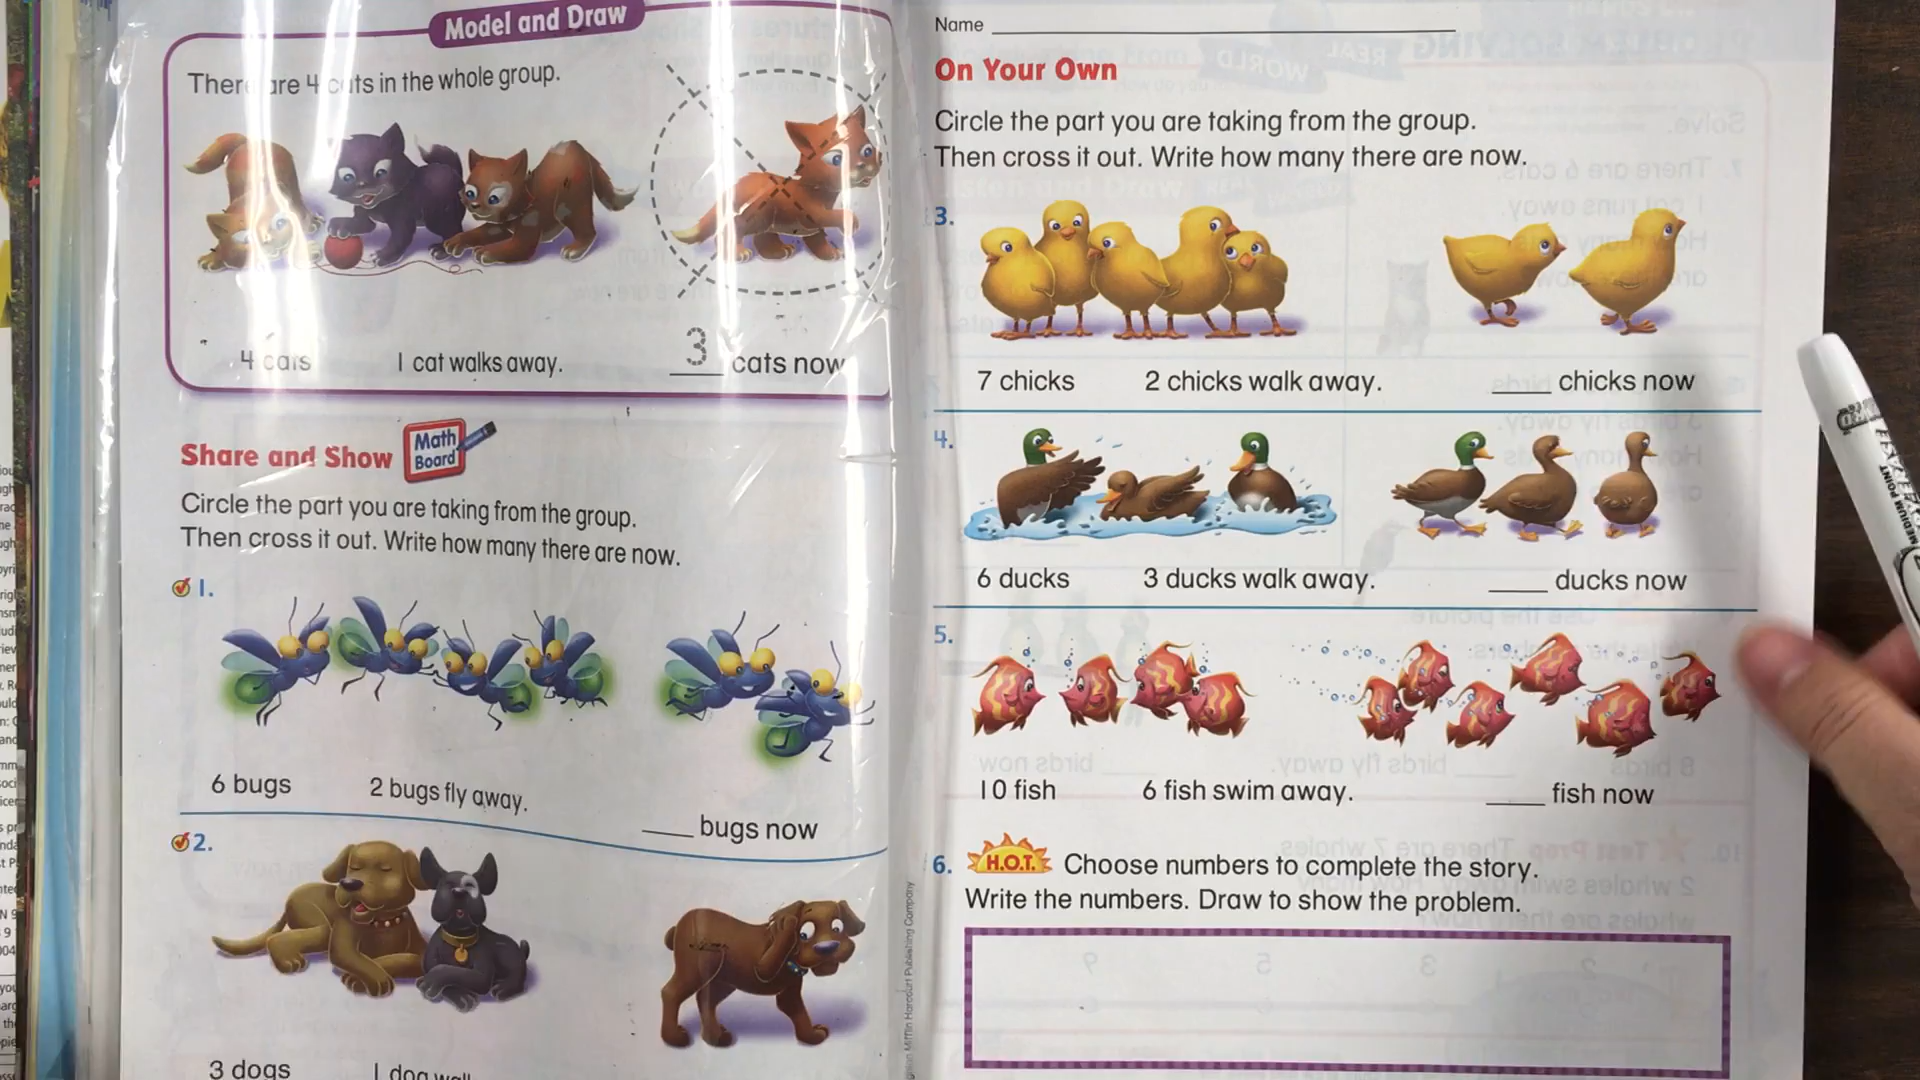 Model and Draw
There are 4 cats in the whole group.
4 cats
1 cat walks away.
3 cats now
Share and Show
Math
Board
Circle the part you are taking from the group.
Then cross it out. Write how many there are now.
1.
6 bugs
2 bugs fly away.
____ bugs now
2.
3 dogs
1 dog
Name
On Your Own
Circle the part you are taking from the group.
Then cross it out. Write how many there are now.
3.
7 chicks
2 chicks walk away.
____ chicks now
4.
6 ducks
3 ducks walk away.
____ ducks now
5.
10 fish
6 fish swim away.
____ fish now
6. H.O.T. Choose numbers to complete the story.
Write the numbers. Draw to show the problem.
Houghton Mifflin Harcourt Publishing Company
MEDIUM POINT